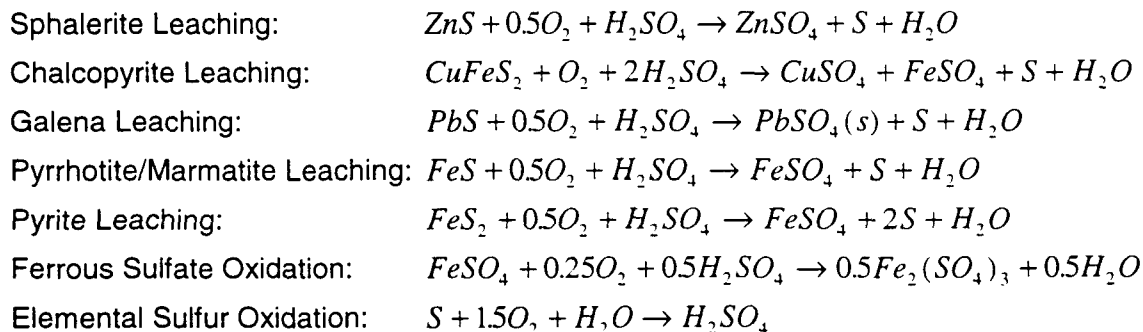 Sphalerite Leaching: ZnS + 0.5O₂ + H₂SO₄ → ZnSO₄ + S + H₂O
Chalcopyrite Leaching: CuFeS₂ + O₂ + 2H₂SO₄ → CuSO₄ + FeSO₄ + S + H₂O
Galena Leaching: PbS + 0.5O₂ + H₂SO₄ → PbSO₄(s) + S + H₂O
Pyrrhotite/Marmatite Leaching: FeS + 0.5O₂ + H₂SO₄ → FeSO₄ + S + H₂O
Pyrite Leaching: FeS₂ + 0.5O₂ + H₂SO₄ → FeSO₄ + 2S + H₂O
Ferrous Sulfate Oxidation: FeSO₄ + 0.25O₂ + 0.5H₂SO₄ → 0.5Fe₂(SO₄)₃ + 0.5H₂O
Elemental Sulfur Oxidation: S + 1.5O₂ + H₂O → H₂SO₄